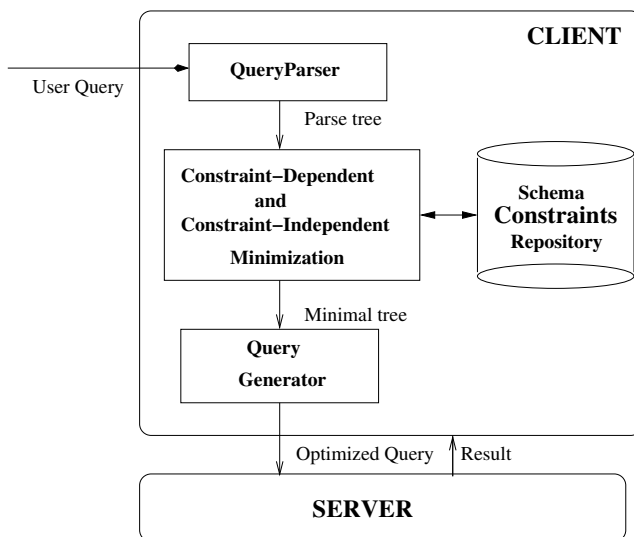 CLIENT
QueryParser
User Query
Parse tree
Constraint–Dependent
and
Constraint–Independent
Minimization
Schema
Constraints
Repository
Minimal tree
Query
Generator
Optimized Query
Result
SERVER